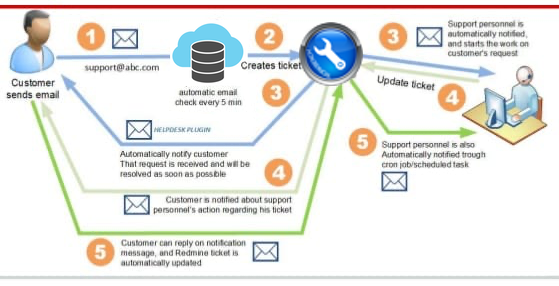 1
support@abc.com
Customer
sends email
automatic email
check every 5 min
2
Creates ticket
3
Support personnel is
automatically notified,
and starts the work on
customer's request
Update ticket
4
3
HELPDESK PLUGIN
Automatically notify customer
That request is received and will be
resolved as soon as possible
4
Customer is notified about support
personnel's action regarding his ticket
5
Support personnel is also
Automatically notified trough
cron job/scheduled task
5
Customer can reply on notification
message, and Redmine ticket is
automatically updated